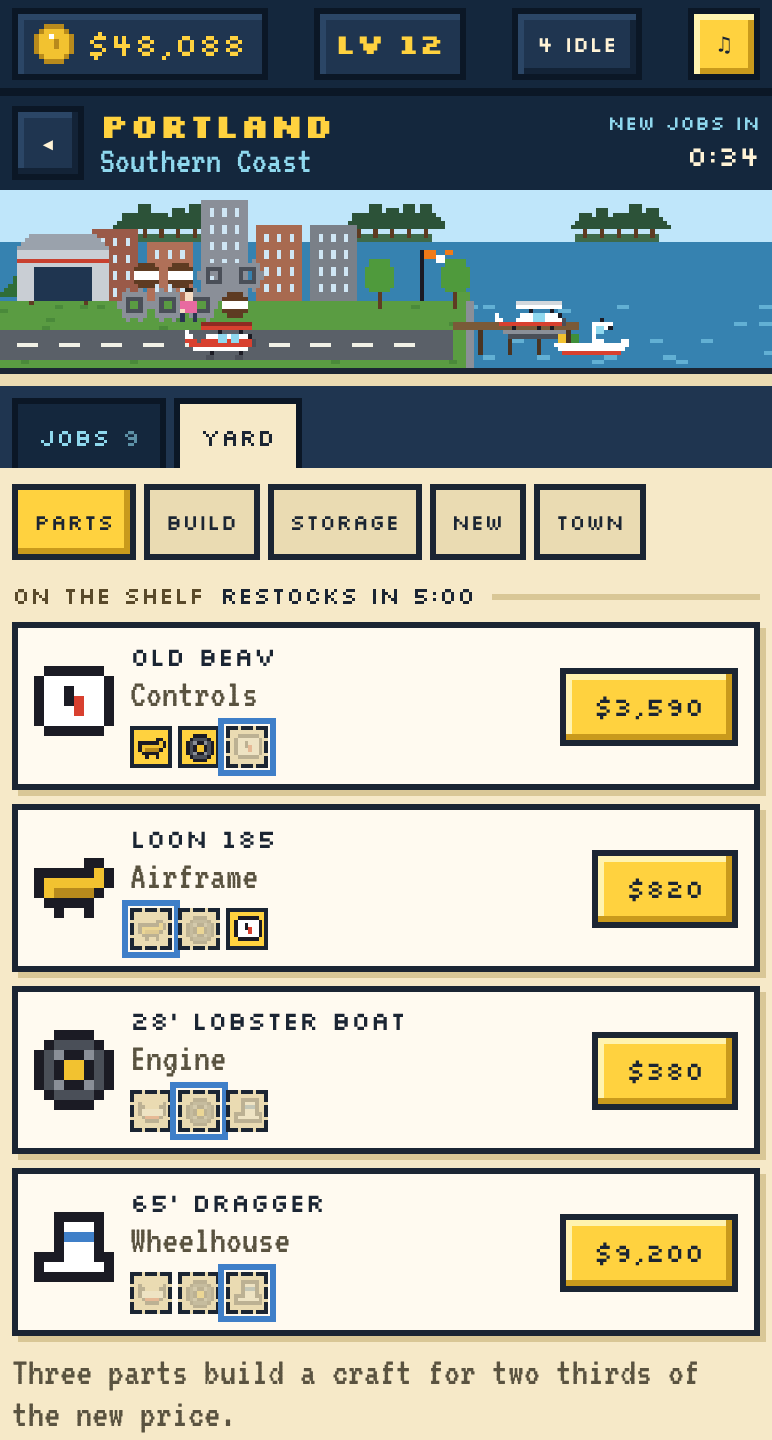 $48,088
LV 12
4 IDLE
PORTLAND
Southern Coast
NEW JOBS IN
0:34
JOBS 9
YARD
PARTS
BUILD
STORAGE
NEW
TOWN
ON THE SHELF RESTOCKS IN 5:00
OLD BEAV
Controls
$3,590
LOON 185
Airframe
$820
28' LOBSTER BOAT
Engine
$380
65' DRAGGER
Wheelhouse
$9,200
Three parts build a craft for two thirds of
the new price.